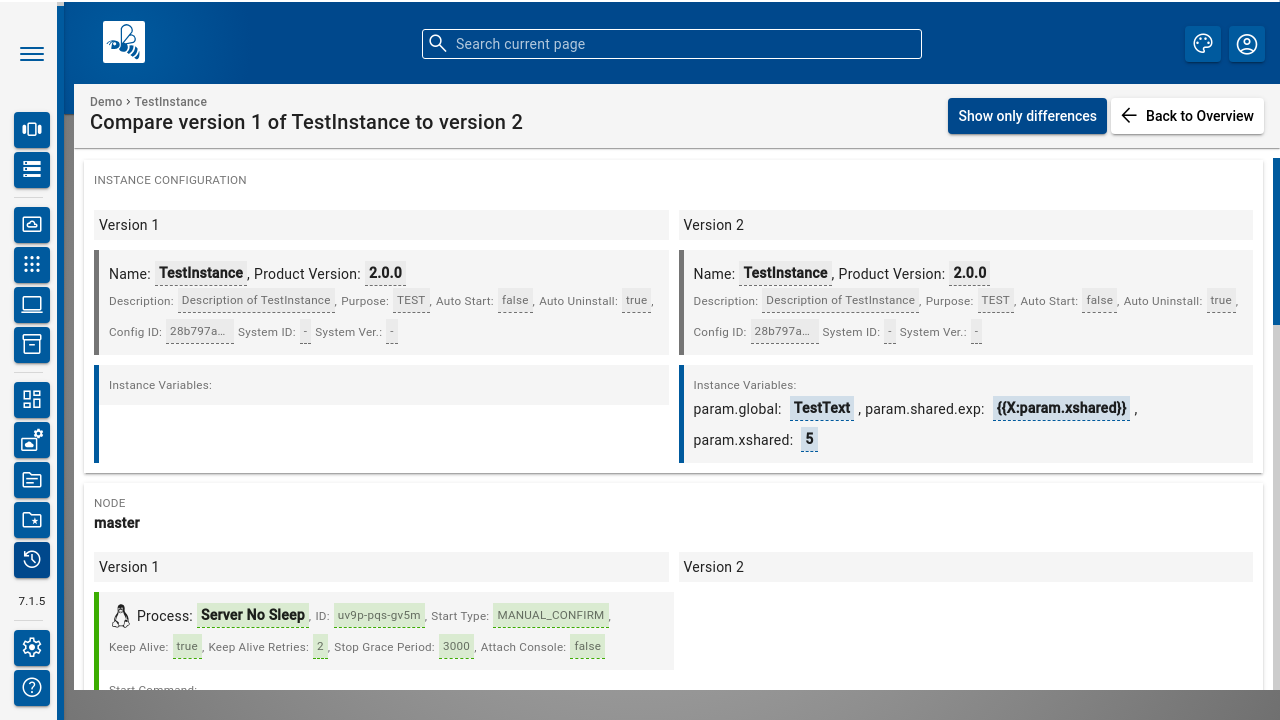 Search current page
Demo › TestInstance
Compare version 1 of TestInstance to version 2
Show only differences
Back to Overview
INSTANCE CONFIGURATION
Version 1
Version 2
Name: TestInstance, Product Version: 2.0.0
Description: Description of TestInstance, Purpose: TEST, Auto Start: false, Auto Uninstall: true,
Config ID: 28b797a... System ID: - System Ver.: -
Name: TestInstance, Product Version: 2.0.0
Description: Description of TestInstance, Purpose: TEST, Auto Start: false, Auto Uninstall: true,
Config ID: 28b797a... System ID: - System Ver.: -
Instance Variables:
Instance Variables:
param.global: TestText , param.shared.exp: {{X:param.xshared}} ,
param.xshared: 5
NODE
master
Version 1
Version 2
Process: Server No Sleep, ID: uv9p-pqs-gv5m, Start Type: MANUAL_CONFIRM,
Keep Alive: true, Keep Alive Retries: 2, Stop Grace Period: 3000, Attach Console: false
Start Command:
7.1.5